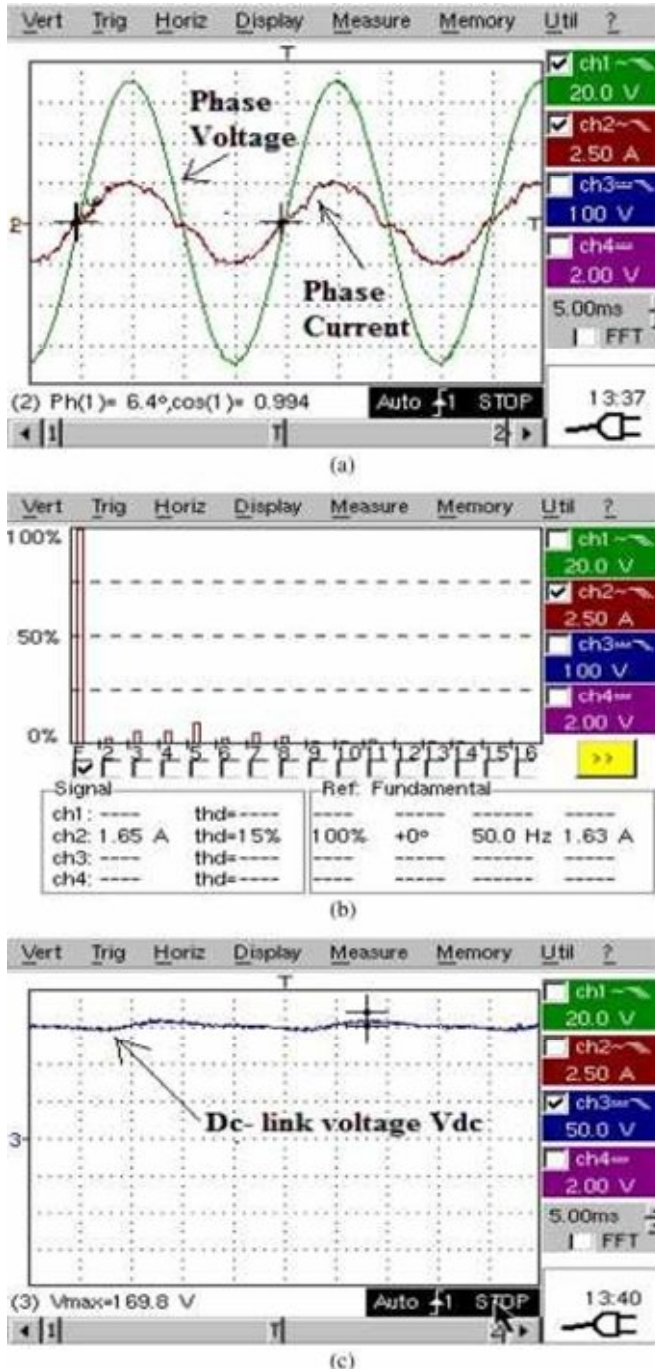 Vert Trig Horiz Display Measure Memory Util ?
T
ch1
20.0 V
ch2
2.50 A
ch3
100 V
ch4
2.00 V
5.00ms
FFT
Phase
Voltage
Phase
Current
T
(2) Ph(1)= 6.4°,cos(1)= 0.994
Auto 1 STOP
13:37
1 T 2
(a)
Vert Trig Horiz Display Measure Memory Util ?
100%
50%
0%
F 2 3 4 5 6 7 8 9 10 11 12 13 14 15 16
ch1
20.0 V
ch2
2.50 A
ch3
100 V
ch4
2.00 V
>>
Signal
Ref: Fundamental
ch1: ---- thd=---- ---- ----- ----- ----
ch2: 1.65 A thd=15% 100% +0° 50.0 Hz 1.63 A
ch3: ---- thd=---- ---- ----- ----- ----
ch4: ---- thd=---- ---- ----- ----- ----
(b)
Vert Trig Horiz Display Measure Memory Util ?
T
ch1
20.0 V
ch2
2.50 A
ch3
50.0 V
ch4
2.00 V
5.00ms
FFT
Dc- link voltage Vdc
3
(3) Vmax=169.8 V
Auto 1 STOP
13:40
1 T 2
(c)